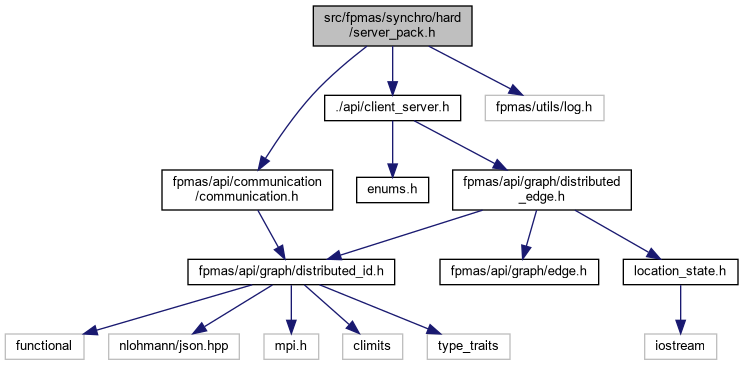 src/fpmas/synchro/hard
/server_pack.h
./api/client_server.h
fpmas/utils/log.h
fpmas/api/communication
/communication.h
enums.h
fpmas/api/graph/distributed
_edge.h
fpmas/api/graph/distributed_id.h
fpmas/api/graph/edge.h
location_state.h
functional
nlohmann/json.hpp
mpi.h
climits
type_traits
iostream